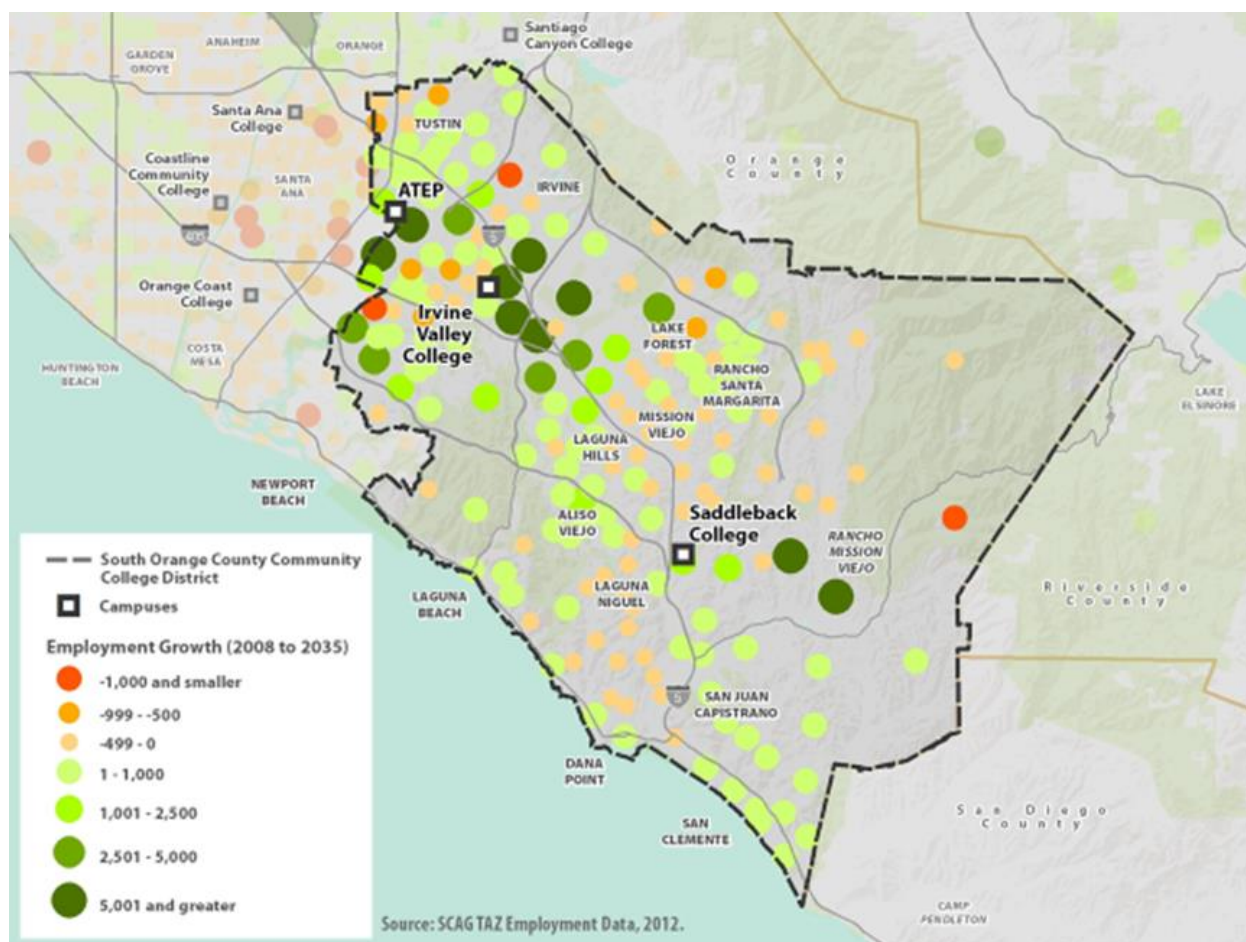 Santiago
Canyon College
ANAHEIM
ORANGE
GARDEN
GROVE
Santa Ana
College
TUSTIN
Coastline
Community
College
SANTA
ANA
Orange
County
IRVINE
ATEP
405
5
Orange Coast
College
Irvine
Valley
College
LAKE
FOREST
COSTA
MESA
HUNTINGTON
BEACH
RANCHO
SANTA
MARGARITA
LAKE
ELSINORE
MISSION
VIEJO
LAGUNA
HILLS
NEWPORT
BEACH
ALISO
VIEJO
Saddleback
College
RANCHO
MISSION
VIEJO
LAGUNA
BEACH
LAGUNA
NIGUEL
Riverside
County
5
SAN JUAN
CAPISTRANO
DANA
POINT
SAN
CLEMENTE
San Diego
County
CAMP
PENDLETON
South Orange County Community
College District
Campuses
Employment Growth (2008 to 2035)
-1,000 and smaller
-999 - -500
-499 - 0
1 - 1,000
1,001 - 2,500
2,501 - 5,000
5,001 and greater
Source: SCAG TAZ Employment Data, 2012.